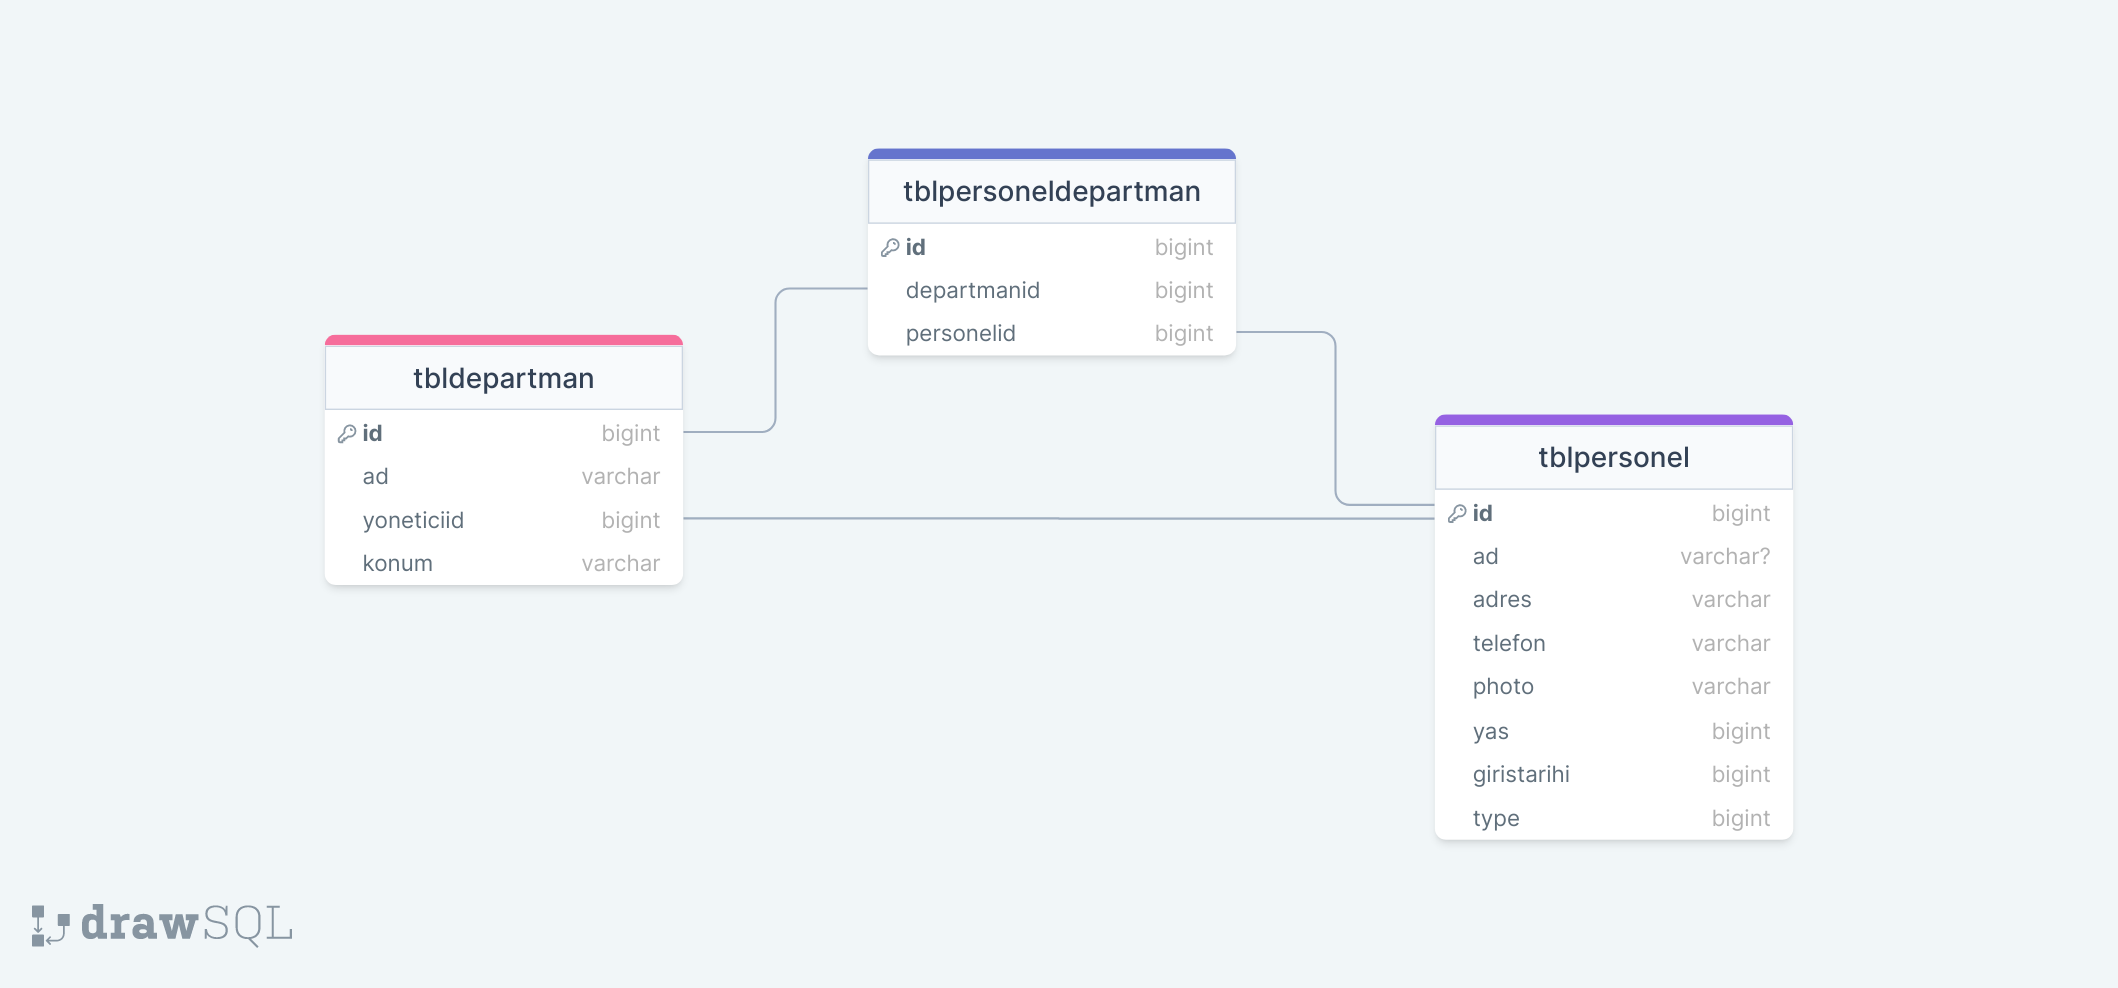 tblpersoneldepartman
id bigint
departmanid bigint
personelid bigint
tbldepartman
id bigint
ad varchar
yoneticiid bigint
konum varchar
tblpersonel
id bigint
ad varchar?
adres varchar
telefon varchar
photo varchar
yas bigint
giristarihi bigint
type bigint
drawSQL